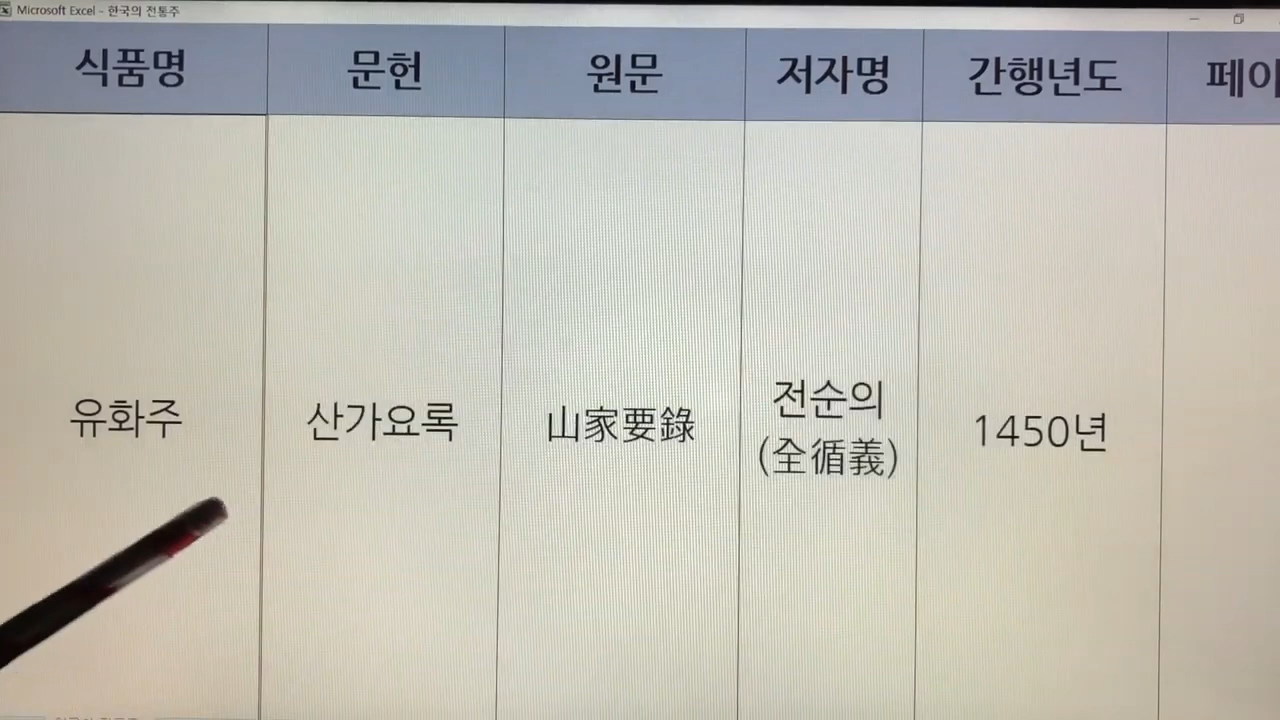 Microsoft Excel - 한국의 전통주
식품명 문헌 원문 저자명 간행년도
유화주 산가요록 山家要錄 전순의 1450년
(全循義)